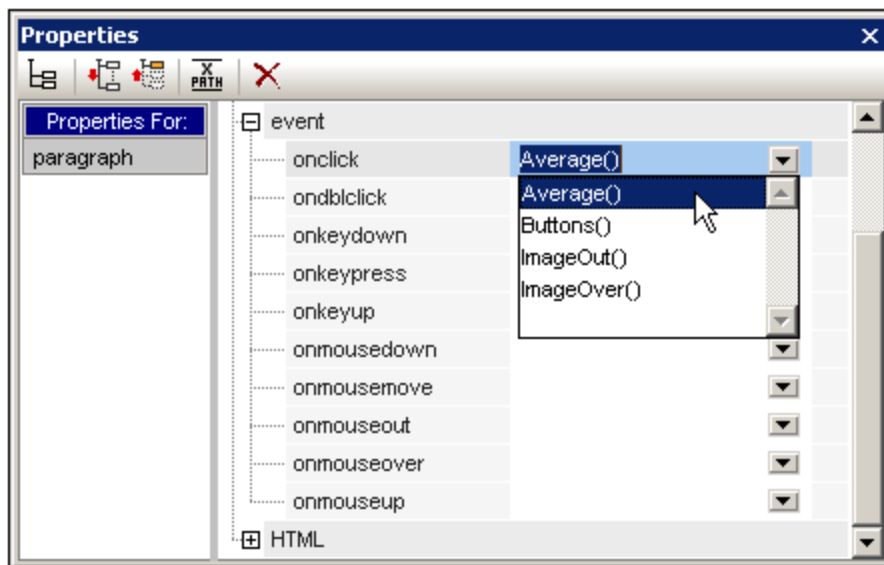 Properties
X
PATH
Properties For:
paragraph
event
onclick Average()
ondblclick Average()
Buttons()
onkeydown
ImageOut()
onkeypress
ImageOver()
onkeyup
onmousedown
onmousemove
onmouseout
onmouseover
onmouseup
HTML